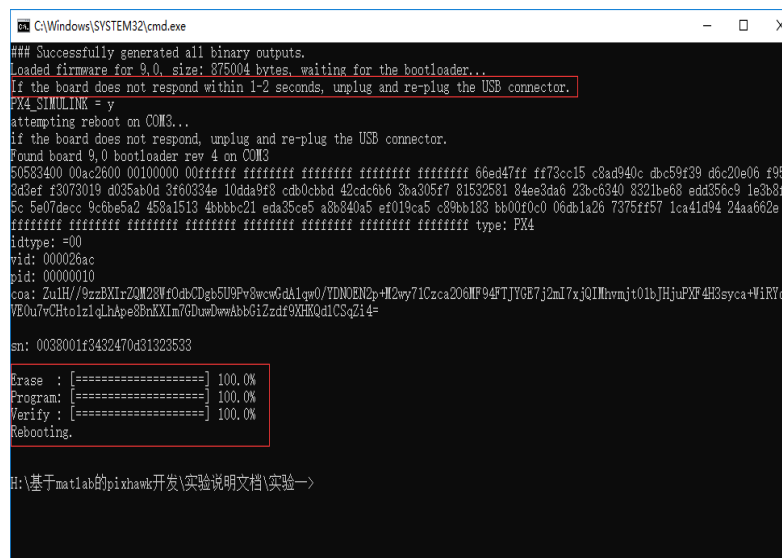 C:\Windows\SYSTEM32\cmd.exe
### Successfully generated all binary outputs.
Loaded firmware for 9,0, size: 875004 bytes, waiting for the bootloader...
If the board does not respond within 1-2 seconds, unplug and re-plug the USB connector.
PX4_SIMULINK = y
attempting reboot on COM3...
if the board does not respond, unplug and re-plug the USB connector.
Found board 9,0 bootloader rev 4 on COM3
50583400 00ac2600 00100000 00ffffff ffffffff ffffffff ffffffff ffffffff 66ed47ff ff73cc15 c8ad940c dbc59f39 d6c20e06 f95
3d3ef f3073019 d035ab0d 3f60334e 10dda9f8 cdb0cbbd 42cdc6b6 3ba305f7 81532581 84ee3da6 23bc6340 8321be68 edd356c9 1e3b8f
5c 5e07decc 9c6be5a2 458a1513 4bbbbc21 eda35ce5 a8b840a5 ef019ca5 c89bb183 bb00f0c0 06db1a26 7375ff57 1ca41d94 24aa662e
ffffffff ffffffff ffffffff ffffffff ffffffff ffffffff ffffffff ffffffff type: PX4
idtype: =00
vid: 000026ac
pid: 00000010
coa: Zu1H//9zzBXIrZQM28WfOdbCDgb5U9Pv8wcwGdA1qw0/YDNOEN2p+M2wy71Czca2O6MF94FTJYGE7j2mI7xjQIMhvmjt01bJHjuPXF4H3syca+WiRYo
VE0u7vCHto1z1qLhApe8BnKXIm7GDuwDwwAbbGiZzdf9XHKQd1CSqZi4=
sn: 0038001f3432470d31323533
Erase : [====================] 100.0%
Program: [====================] 100.0%
Verify : [====================] 100.0%
Rebooting.
H:\基于matlab的pixhawk开发\实验说明文档\实验一>